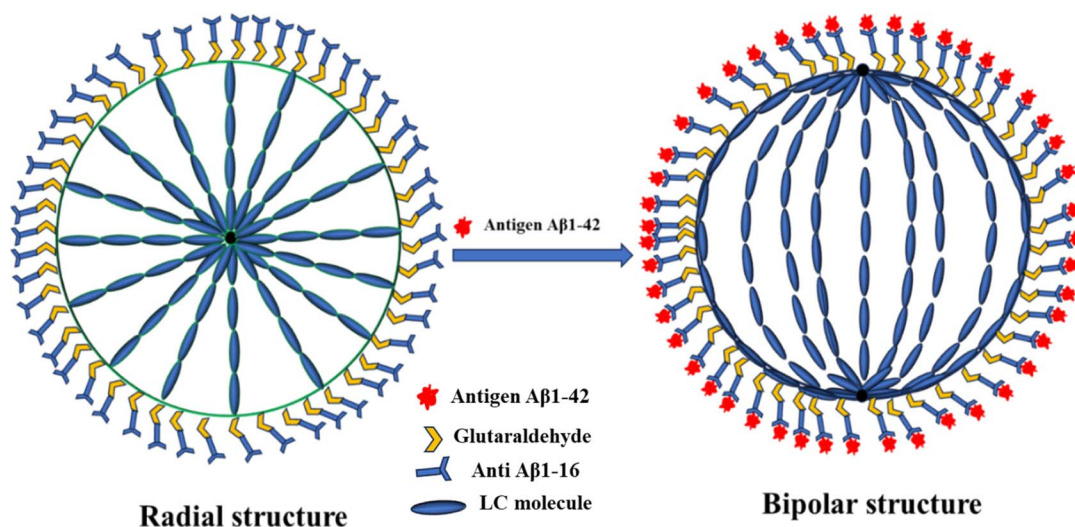 Antigen Aβ1-42
Antigen Aβ1-42
Glutaraldehyde
Anti Aβ1-16
LC molecule
Radial structure
Bipolar structure